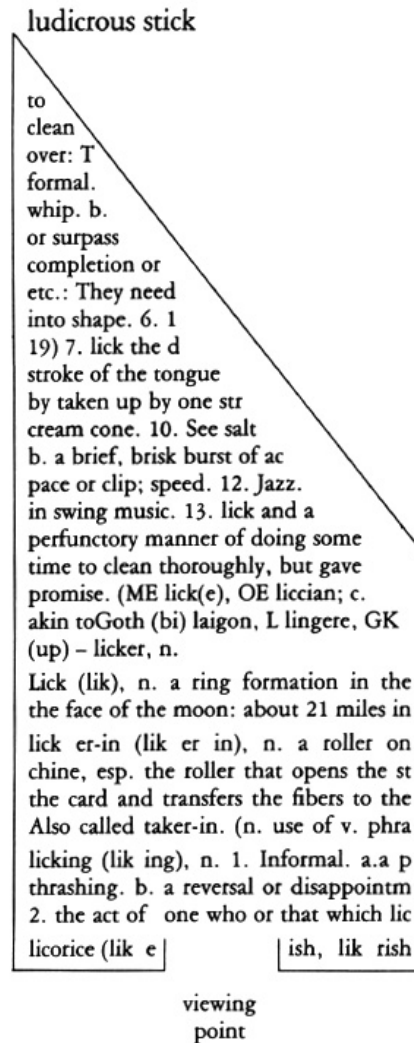 ludicrous stick
to
clean
over: T
formal.
whip. b.
or surpass
completion or
etc.: They need
into shape. 6. 1
19) 7. lick the d
stroke of the tongue
by taken up by one str
cream cone. 10. See salt
b. a brief, brisk burst of ac
pace or clip; speed. 12. Jazz.
in swing music. 13. lick and a
perfunctory manner of doing some
time to clean thoroughly, but gave
promise. (ME lick(e), OE liccian; c.
akin toGoth (bi) laigon, L lingere, GK
(up) – licker, n.
Lick (lik), n. a ring formation in the
the face of the moon: about 21 miles in
lick er-in (lik er in), n. a roller on
chine, esp. the roller that opens the st
the card and transfers the fibers to the
Also called taker-in. (n. use of v. phra
licking (lik ing), n. 1. Informal. a.a p
thrashing. b. a reversal or disappointm
2. the act of one who or that which lic
licorice (lik e ish, lik rish
viewing
point